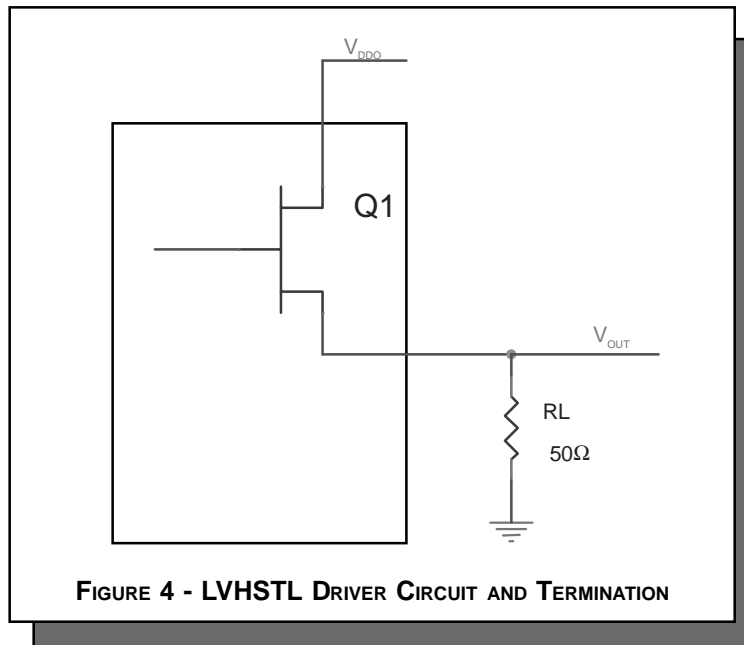 VDDO
Q1
VOUT
RL
50Ω
FIGURE 4 - LVHSTL DRIVER CIRCUIT AND TERMINATION